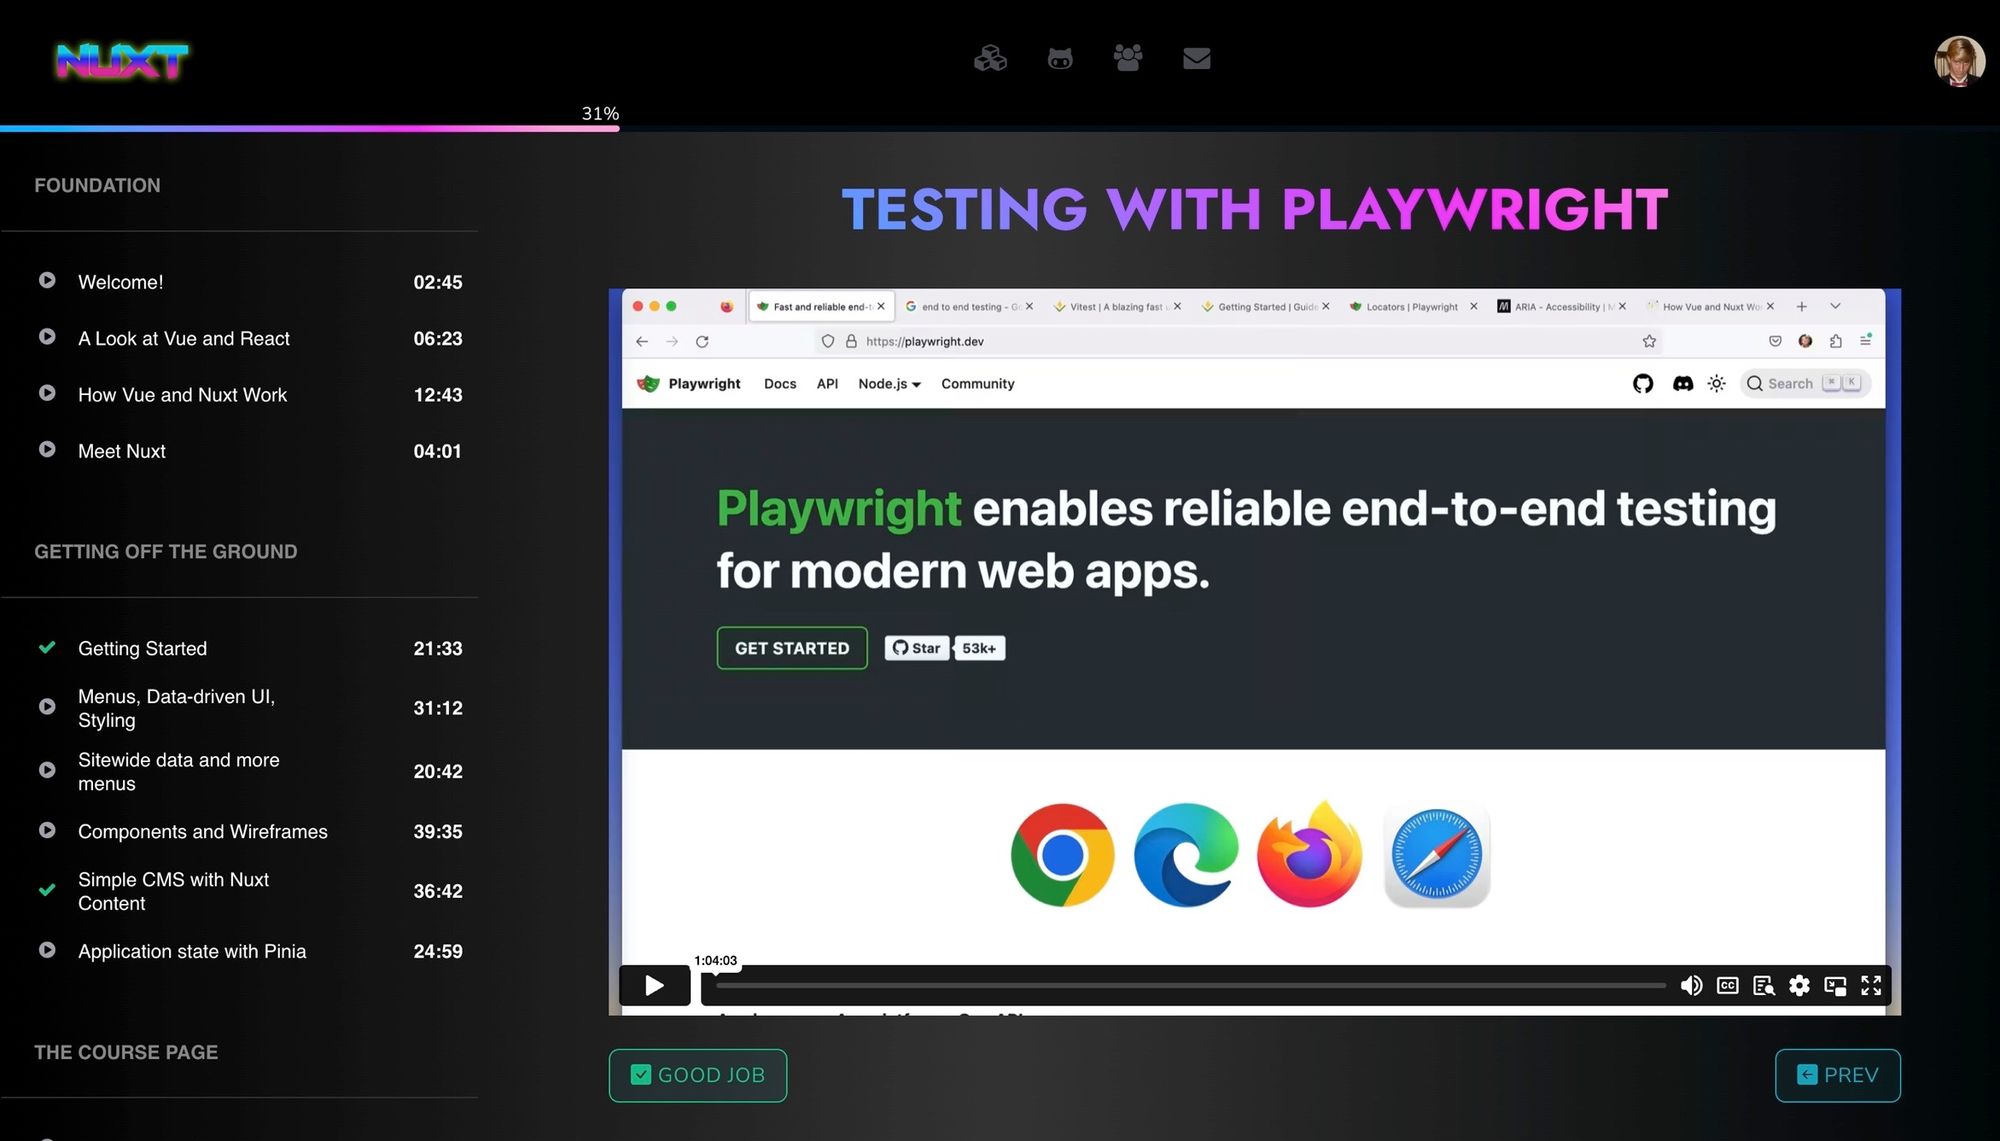 NUXT
31%
FOUNDATION
Welcome! 02:45
A Look at Vue and React 06:23
How Vue and Nuxt Work 12:43
Meet Nuxt 04:01
GETTING OFF THE GROUND
Getting Started 21:33
Menus, Data-driven UI,
Styling 31:12
Sitewide data and more
menus 20:42
Components and Wireframes 39:35
Simple CMS with Nuxt
Content 36:42
Application state with Pinia 24:59
THE COURSE PAGE
TESTING WITH PLAYWRIGHT
Fast and reliable end-t end to end testing - G Vitest | A blazing fast Getting Started | Guide Locators | Playwright ARIA - Accessibility | How Vue and Nuxt Wo
https://playwright.dev
Playwright Docs API Node.js Community Search K
Playwright enables reliable end-to-end testing
for modern web apps.
GET STARTED Star 53k+
1:04:03
CC
GOOD JOB
PREV